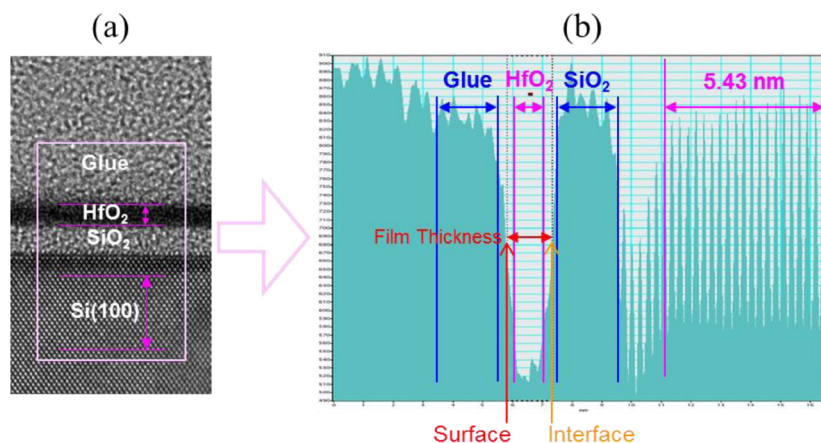 (a)
(b)
Glue
HfO₂
SiO₂
Si(100)
Glue
HfO₂
SiO₂
5.43 nm
Film Thickness
Surface
Interface